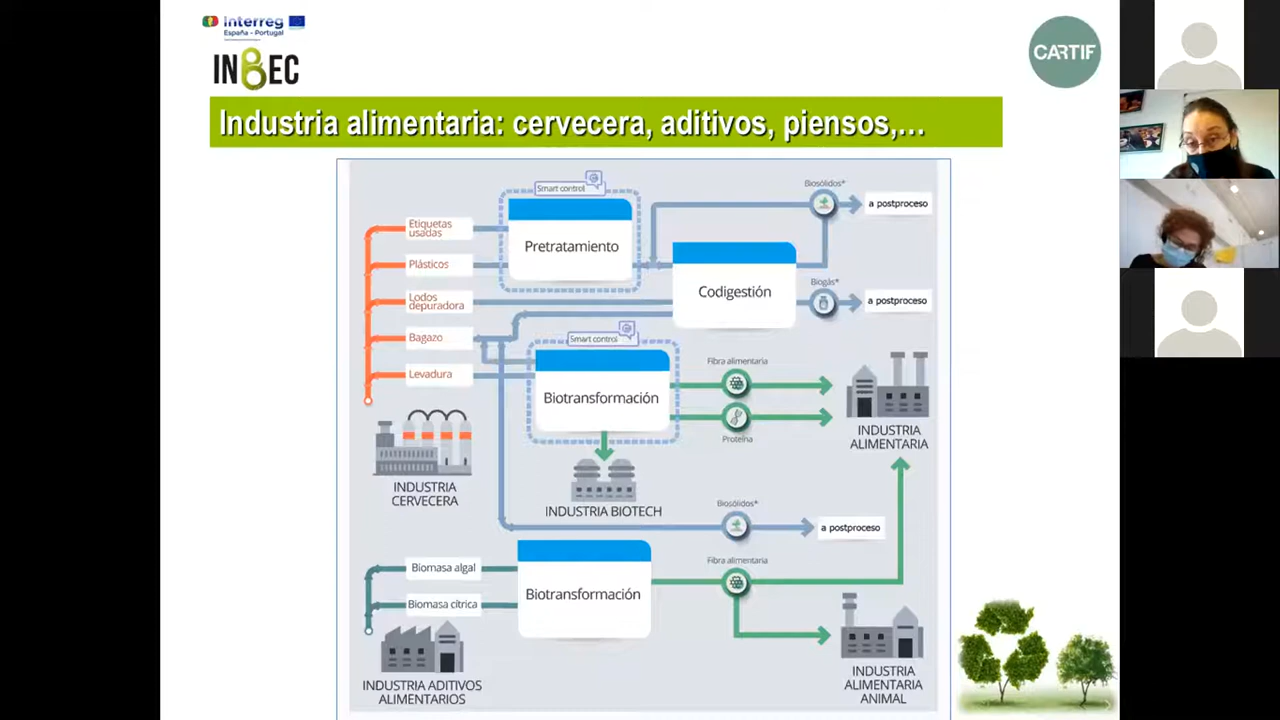 Interreg
España - Portugal
INBEC
CARTIF
Industria alimentaria: cervecera, aditivos, piensos,...
Smart control
Biosólidos*
a postproceso
Etiquetas
usadas
Pretratamiento
Plásticos
Codigestión
Biogás*
a postproceso
Lodos
depuradora
Bagazo
Smart control
Levadura
Biotransformación
Fibra alimentaria
Proteína
INDUSTRIA
ALIMENTARIA
INDUSTRIA
CERVECERA
INDUSTRIA BIOTECH
Biosólidos*
a postproceso
Biomasa algal
Biomasa cítrica
Biotransformación
Fibra alimentaria
INDUSTRIA ADITIVOS
ALIMENTARIOS
INDUSTRIA
ALIMENTARIA
ANIMAL